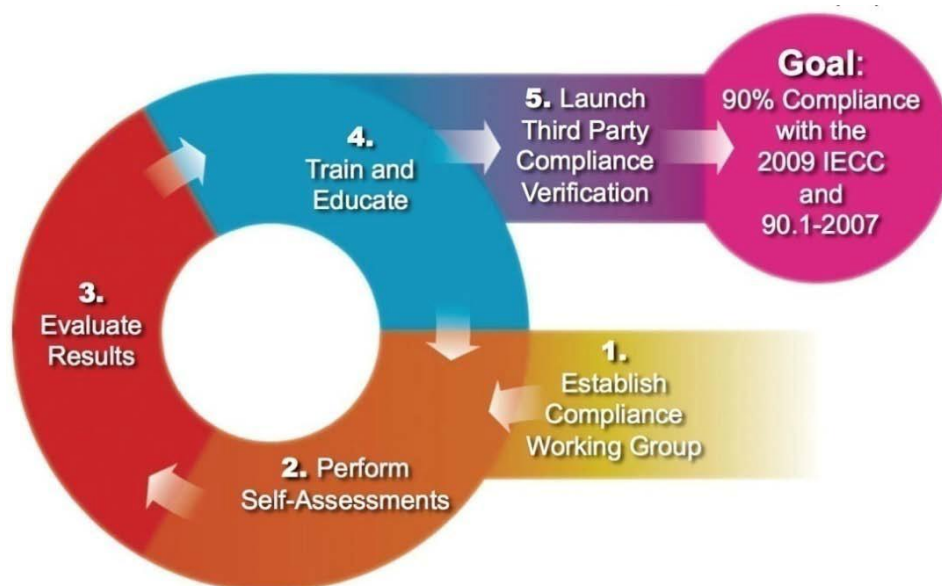 1.
Establish
Compliance
Working Group
2. Perform
Self-Assessments
3.
Evaluate
Results
4.
Train and
Educate
5. Launch
Third Party
Compliance
Verification
Goal:
90% Compliance
with the
2009 IECC
and
90.1-2007